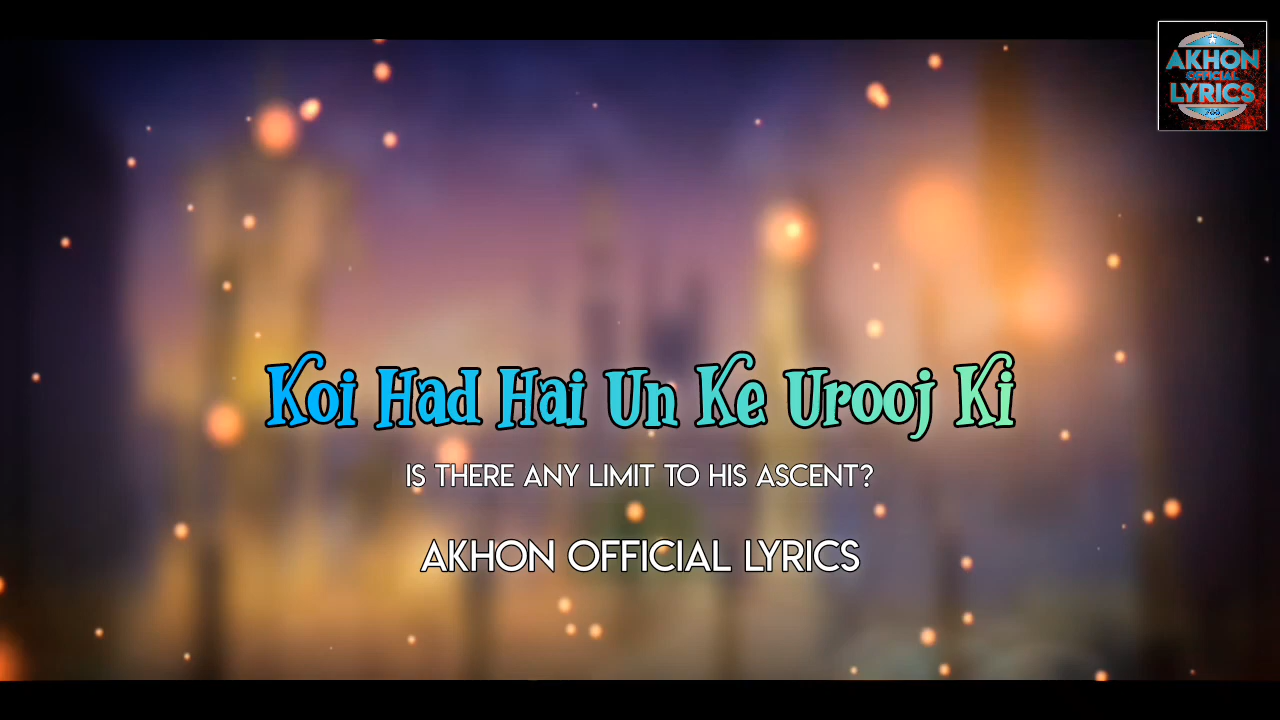 AKHON
OFFICIAL
LYRICS
786
Koi Had Hai Un Ke Urooj Ki
IS THERE ANY LIMIT TO HIS ASCENT?
AKHON OFFICIAL LYRICS